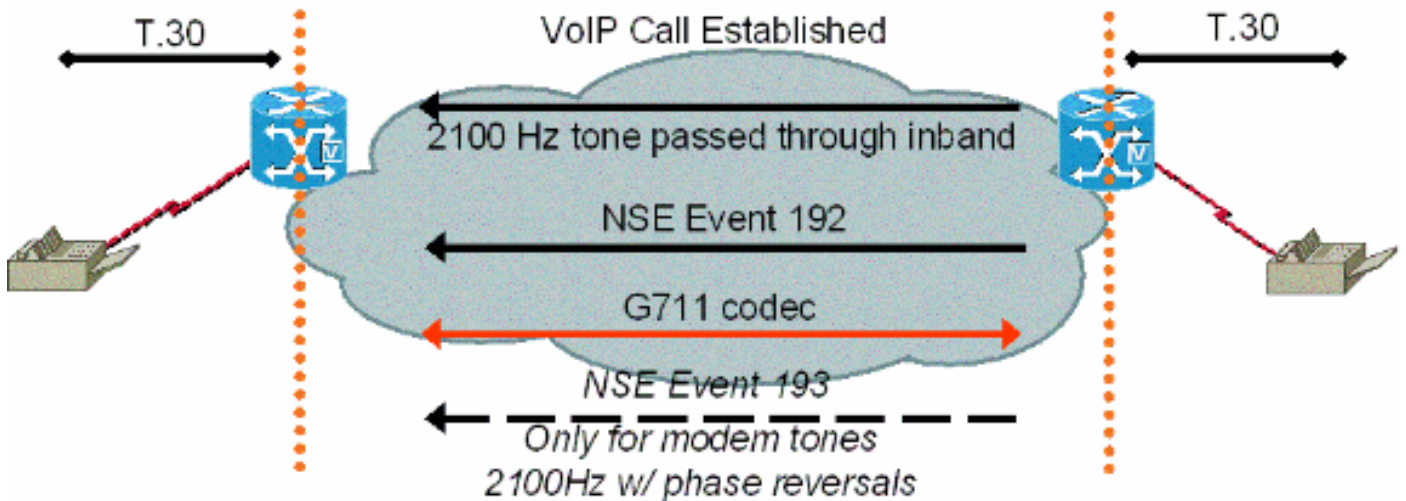 T.30
VoIP Call Established
T.30
2100 Hz tone passed through inband
V
V
NSE Event 192
G711 codec
NSE Event 193
Only for modem tones
2100Hz w/ phase reversals